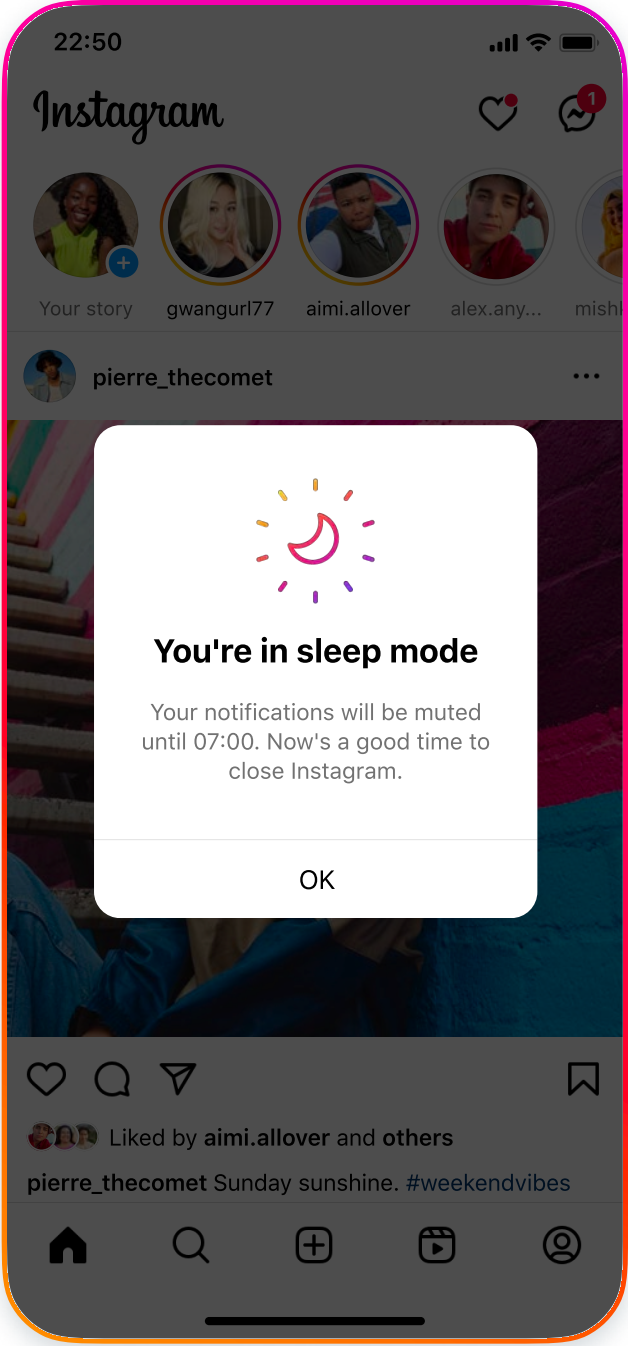 22:50
Instagram
1
Your story
gwangurl77
aimi.allover
alex.any...
pierre_thecomet
You're in sleep mode
Your notifications will be muted
until 07:00. Now's a good time to
close Instagram.
OK
Liked by aimi.allover and others
pierre_thecomet Sunday sunshine. #weekendvibes